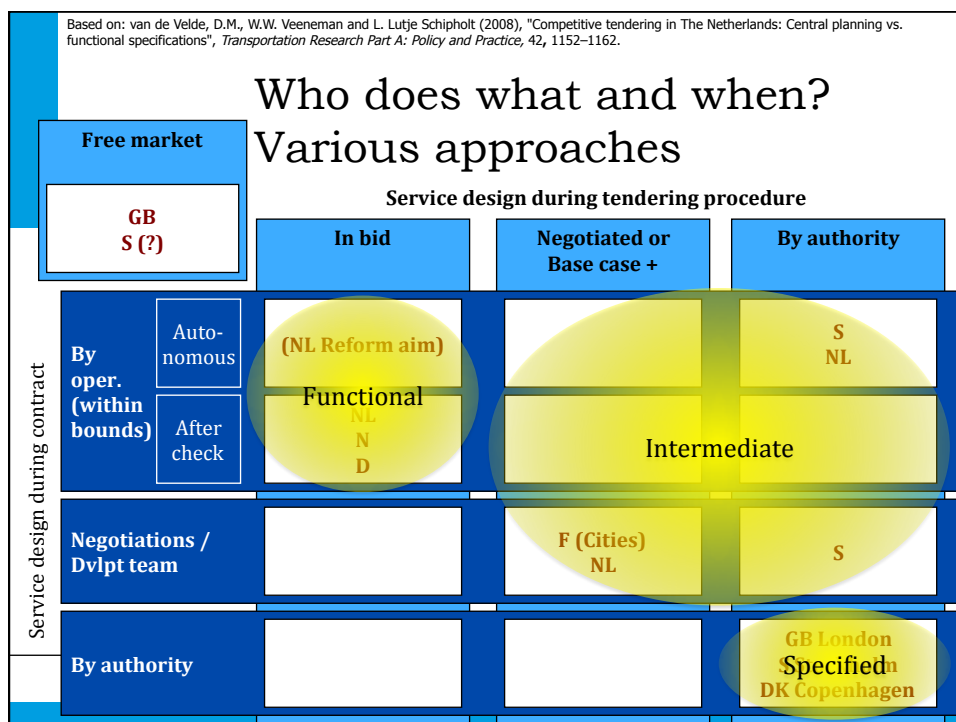 Based on: van de Velde, D.M., W.W. Veeneman and L. Lutje Schipholt (2008), "Competitive tendering in The Netherlands: Central planning vs.
functional specifications", Transportation Research Part A: Policy and Practice, 42, 1152–1162.
Who does what and when?
Various approaches
Free market
GB
S (?)
Service design during tendering procedure
In bid
Negotiated or
Base case +
By authority
Service design during contract
By
oper.
(within
bounds)
Auto-
nomous
(NL Reform aim)
S
NL
Functional
After
check
NL
N
D
Intermediate
Negotiations /
Dvlpt team
F (Cities)
NL
S
By authority
GB London
S
Specified
DK Copenhagen